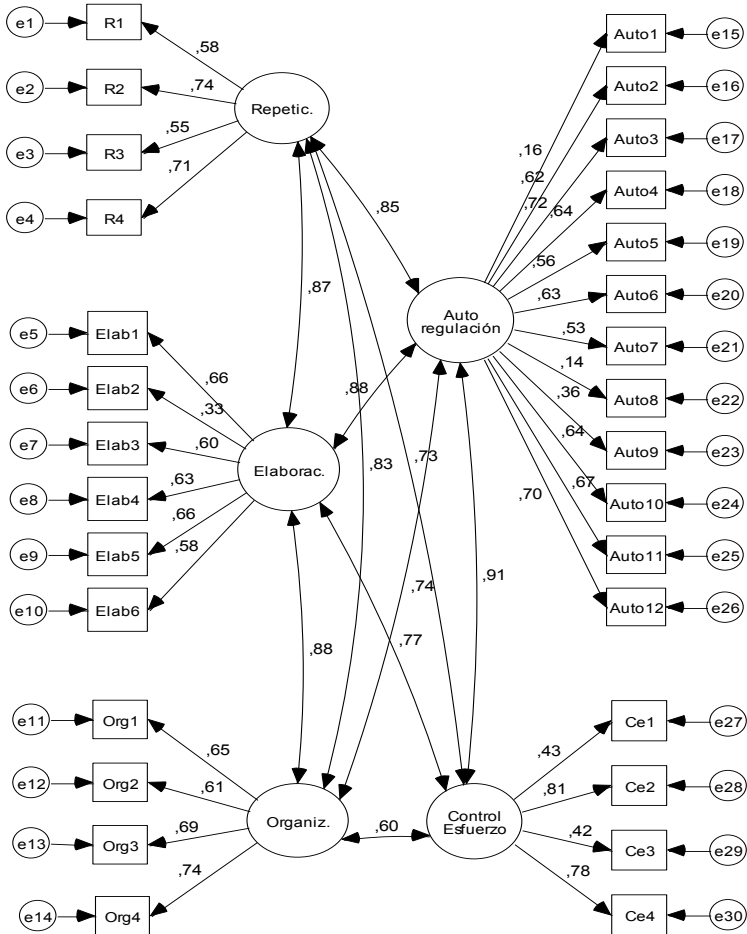 e1
R1
,58
e2
R2
,74
e3
R3
,55
e4
R4
,71
Repetic.
e5
Elab1
,66
e6
Elab2
,33
e7
Elab3
,60
e8
Elab4
,63
e9
Elab5
,66
e10
Elab6
,58
Elaborac.
e11
Org1
,65
e12
Org2
,61
e13
Org3
,69
e14
Org4
,74
Organiz.
,85
,87
,88
,83
,73
,74
,91
,77
,88
,60
Auto
regulación
,16
Auto1
e15
,62
Auto2
e16
,72
Auto3
e17
,64
Auto4
e18
,56
Auto5
e19
,63
Auto6
e20
,53
Auto7
e21
,14
Auto8
e22
,36
Auto9
e23
,64
Auto10
e24
,67
Auto11
e25
,70
Auto12
e26
Control
Esfuerzo
,43
Ce1
e27
,81
Ce2
e28
,42
Ce3
e29
,78
Ce4
e30